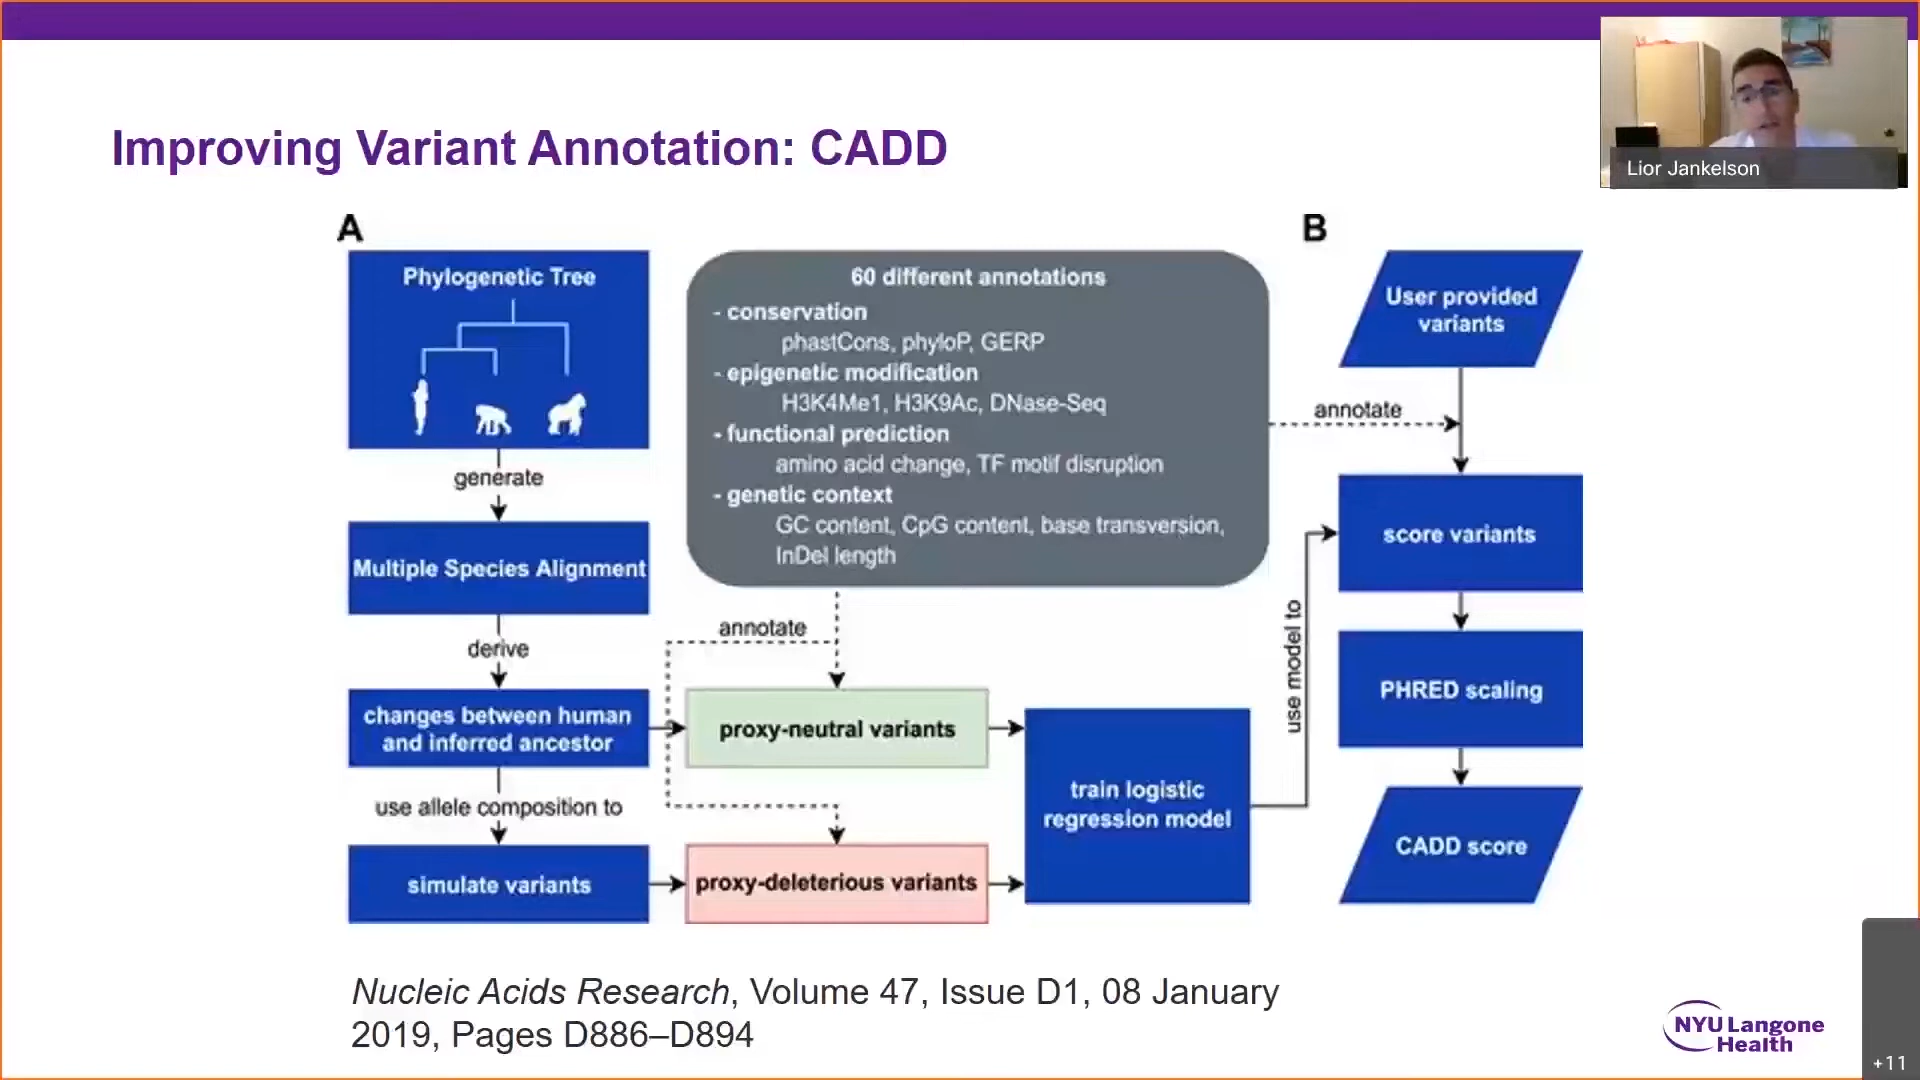 Lior Jankelson
Improving Variant Annotation: CADD
A
Phylogenetic Tree
generate
Multiple Species Alignment
derive
changes between human
and inferred ancestor
use allele composition to
simulate variants
60 different annotations
- conservation
phastCons, phyloP, GERP
- epigenetic modification
H3K4Me1, H3K9Ac, DNase-Seq
- functional prediction
amino acid change, TF motif disruption
- genetic context
GC content, CpG content, base transversion,
InDel length
annotate
proxy-neutral variants
proxy-deleterious variants
train logistic
regression model
use model to
B
User provided
variants
annotate
score variants
PHRED scaling
CADD score
Nucleic Acids Research, Volume 47, Issue D1, 08 January
2019, Pages D886–D894
NYU Langone
Health
+11